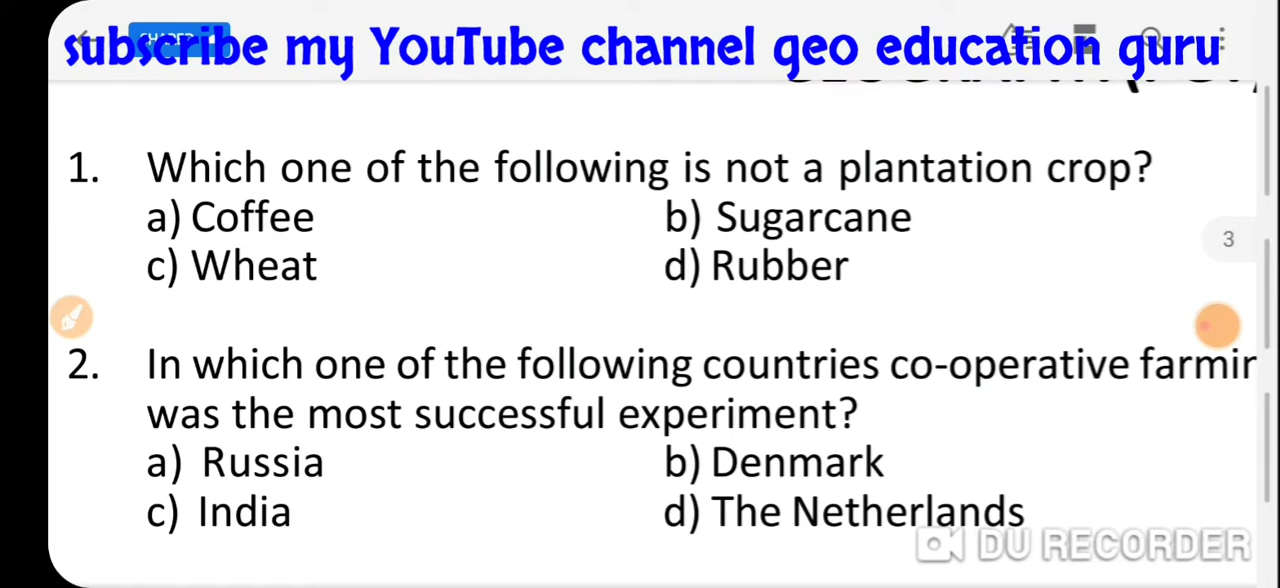 subscribe my YouTube channel geo education guru
1. Which one of the following is not a plantation crop?
a) Coffee b) Sugarcane
c) Wheat d) Rubber
3
2. In which one of the following countries co-operative farmin
was the most successful experiment?
a) Russia b) Denmark
c) India d) The Netherlands
DU RECORDER